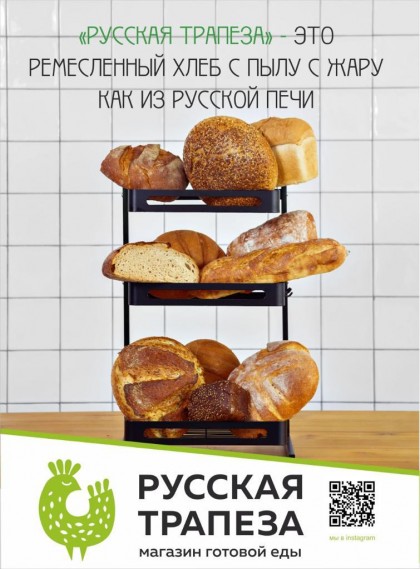 «РУССКАЯ ТРАПЕЗА» - ЭТО
РЕМЕСЛЕННЫЙ ХЛЕБ С ПЫЛУ С ЖАРУ
КАК ИЗ РУССКОЙ ПЕЧИ
РУССКАЯ
ТРАПЕЗА
магазин готовой еды
мы в instagram